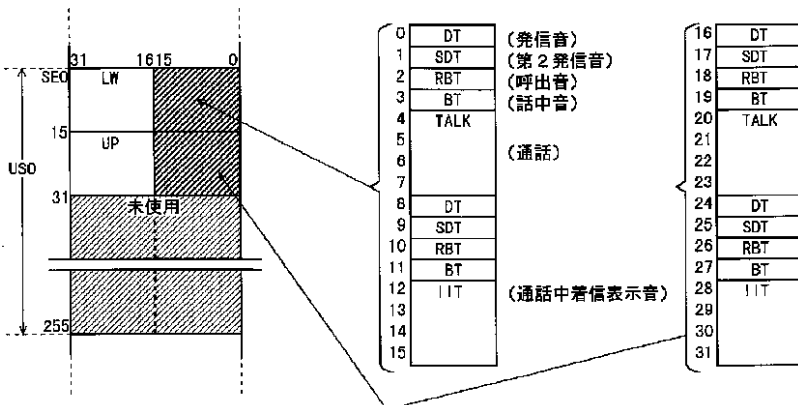 31 1615 0
SE0 LW
15
UP
US0
31
未使用
255
0 DT (発信音)
1 SDT (第2発信音)
2 RBT (呼出音)
3 BT (話中音)
4 TALK
5
6 (通話)
7
8 DT
9 SDT
10 RBT
11 BT
12 IIT (通話中着信表示音)
13
14
15
16 DT
17 SDT
18 RBT
19 BT
20 TALK
21
22
23
24 DT
25 SDT
26 RBT
27 BT
28 IIT
29
30
31